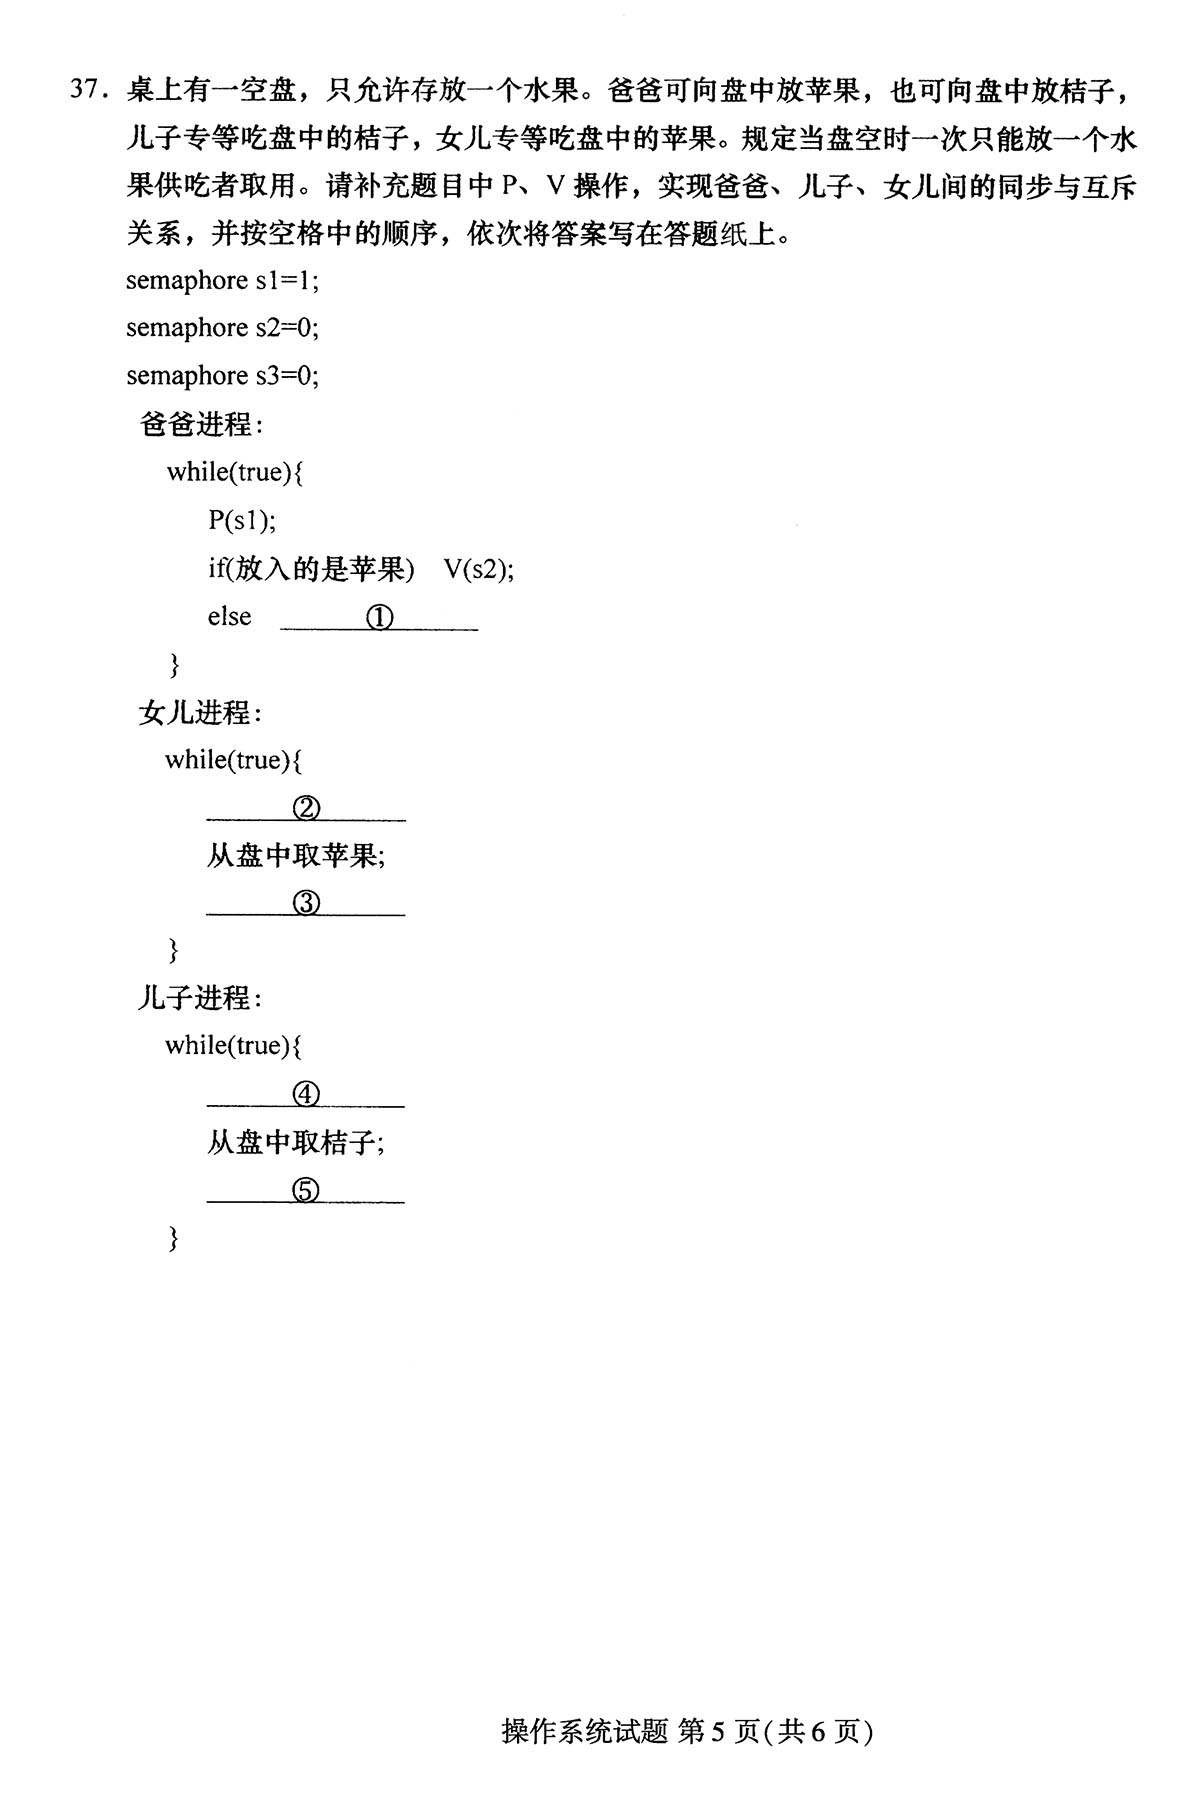 37. 桌上有一空盘，只允许存放一个水果。爸爸可向盘中放苹果，也可向盘中放桔子，
儿子专等吃盘中的桔子，女儿专等吃盘中的苹果。规定当盘空时一次只能放一个水
果供吃者取用。请补充题目中 P、V 操作，实现爸爸、儿子、女儿间的同步与互斥
关系，并按空格中的顺序，依次将答案写在答题纸上。
semaphore s1=1;
semaphore s2=0;
semaphore s3=0;
爸爸进程：
while(true){
P(s1);
if(放入的是苹果) V(s2);
else ①
}
女儿进程：
while(true){
②
从盘中取苹果;
③
}
儿子进程：
while(true){
④
从盘中取桔子;
⑤
}
操作系统试题 第 5 页(共 6 页)